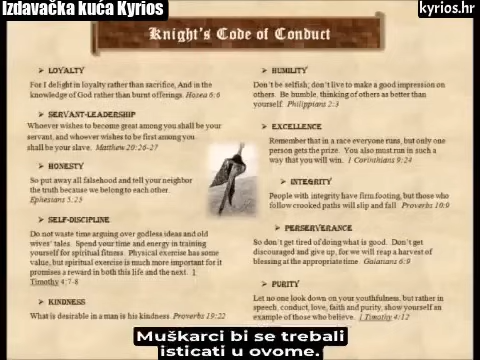 Izdavačka kuća Kyrios
kyrios.hr
Knight's Code of Conduct
➤ LOYALTY
For I delight in loyalty rather than sacrifice, And in the
knowledge of God rather than burnt offerings. Hosea 6:6
➤ SERVANT-LEADERSHIP
Whoever wishes to become great among you shall be your
servant, and whoever wishes to be first among you,
shall be your slave. Matthew 20:26-27
➤ HONESTY
So put away all falsehood and tell your neighbor
the truth because we belong to each other.
Ephesians 5:23
➤ SELF-DISCIPLINE
Do not waste time arguing over godless ideas and old
wives' tales. Spend your time and energy in training
yourself for spiritual fitness. Physical exercise has some
value, but spiritual exercise is much more important for it
promises a reward in both this life and the next. 1
Timothy 4:7-8
➤ KINDNESS
What is desirable in a man is his kindness. Proverbs 19:22
➤ HUMILITY
Don't be selfish; don't live to make a good impression on
others. Be humble, thinking of others as better than
yourself. Philippians 2:3
➤ EXCELLENCE
Remember that in a race everyone runs, but only one
person gets the prize. You also must run in such a
way that you will win. 1 Corinthians 9:24
➤ INTEGRITY
People with integrity have firm footing, but those who
follow crooked paths will slip and fall. Proverbs 10:9
➤ PERSEVERANCE
So don't get tired of doing what is good. Don't get
discouraged and give up, for we will reap a harvest of
blessing at the appropriate time. Galatians 6:9
➤ PURITY
Let no one look down on your youthfulness, but rather in
speech, conduct, love, faith and purity, show yourself an
example of those who believe. 1 Timothy 4:12
Muškarci bi se trebali
isticati u ovome.